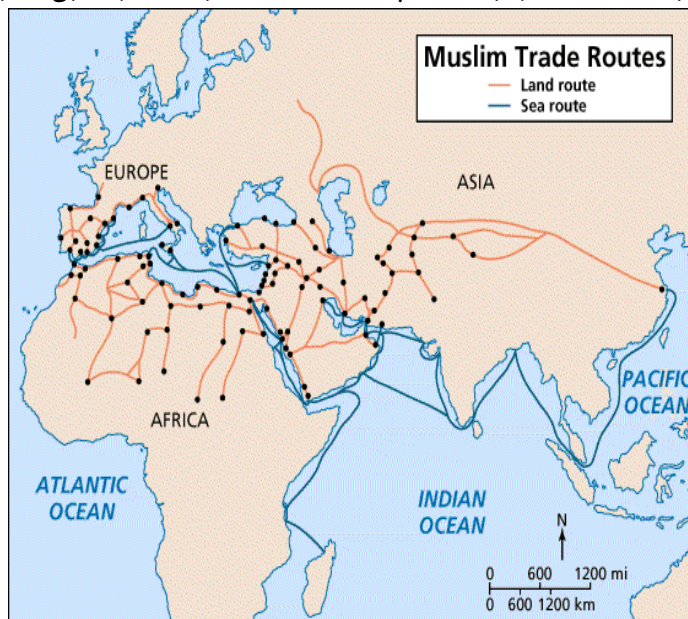 Muslim Trade Routes
Land route
Sea route
EUROPE
ASIA
AFRICA
PACIFIC
OCEAN
ATLANTIC
OCEAN
INDIAN
OCEAN
N
0 600 1200 mi
0 600 1200 km